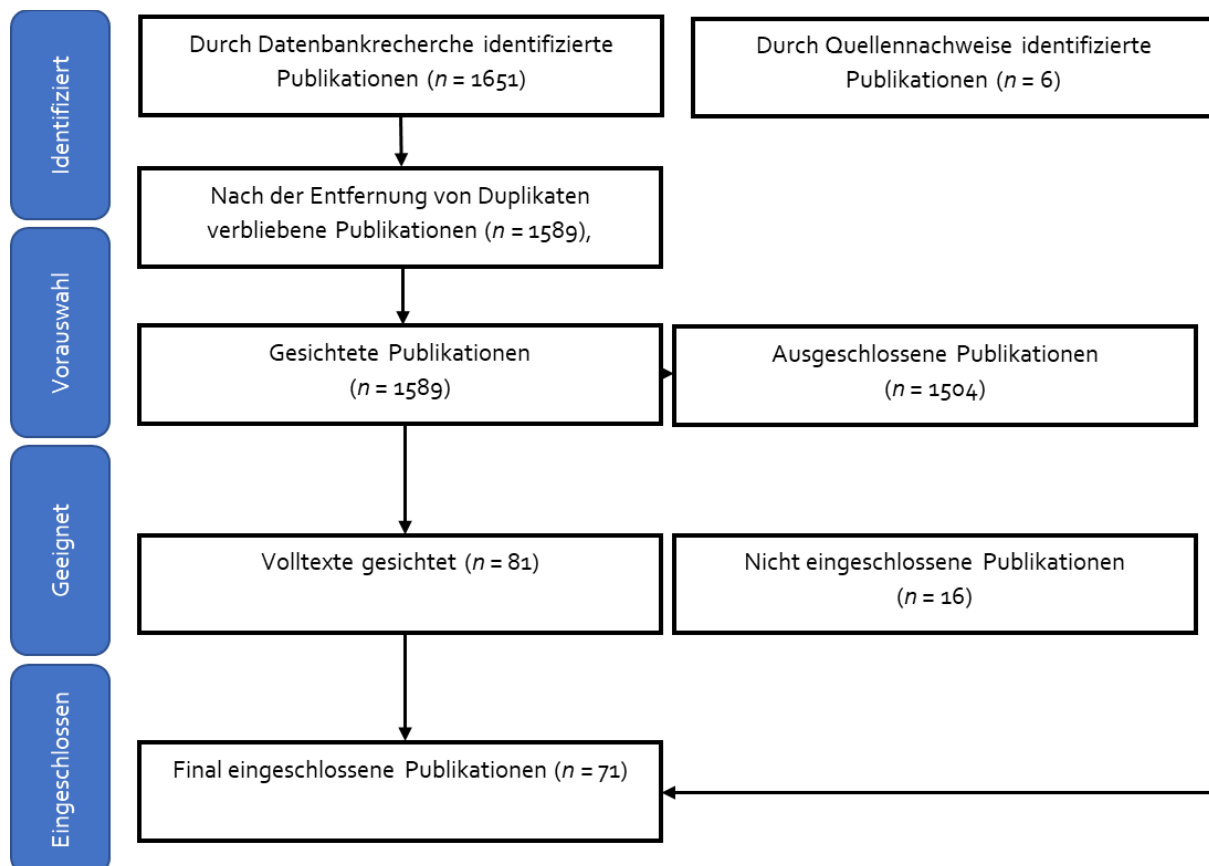 Identifiziert
Durch Datenbankrecherche identifizierte
Publikationen (n = 1651)
Durch Quellennachweise identifizierte
Publikationen (n = 6)
Nach der Entfernung von Duplikaten
verbliebene Publikationen (n = 1589),
Vorauswahl
Gesichtete Publikationen
(n = 1589)
Ausgeschlossene Publikationen
(n = 1504)
Geeignet
Volltexte gesichtet (n = 81)
Nicht eingeschlossene Publikationen
(n = 16)
Eingeschlossen
Final eingeschlossene Publikationen (n = 71)